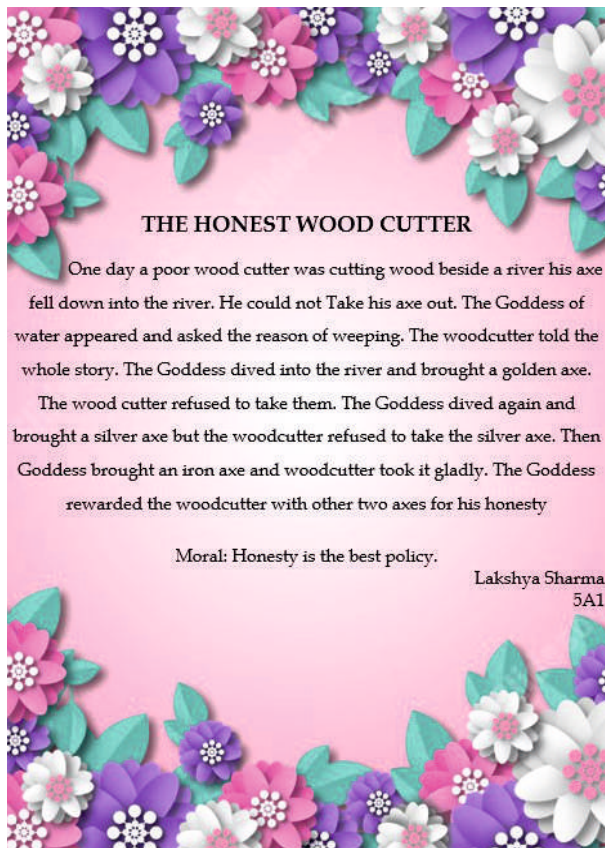 THE HONEST WOOD CUTTER
One day a poor wood cutter was cutting wood beside a river his axe
fell down into the river. He could not Take his axe out. The Goddess of
water appeared and asked the reason of weeping. The woodcutter told the
whole story. The Goddess dived into the river and brought a golden axe.
The wood cutter refused to take them. The Goddess dived again and
brought a silver axe but the woodcutter refused to take the silver axe. Then
Goddess brought an iron axe and woodcutter took it gladly. The Goddess
rewarded the woodcutter with other two axes for his honesty
Moral: Honesty is the best policy.
Lakshya Sharma
5A1